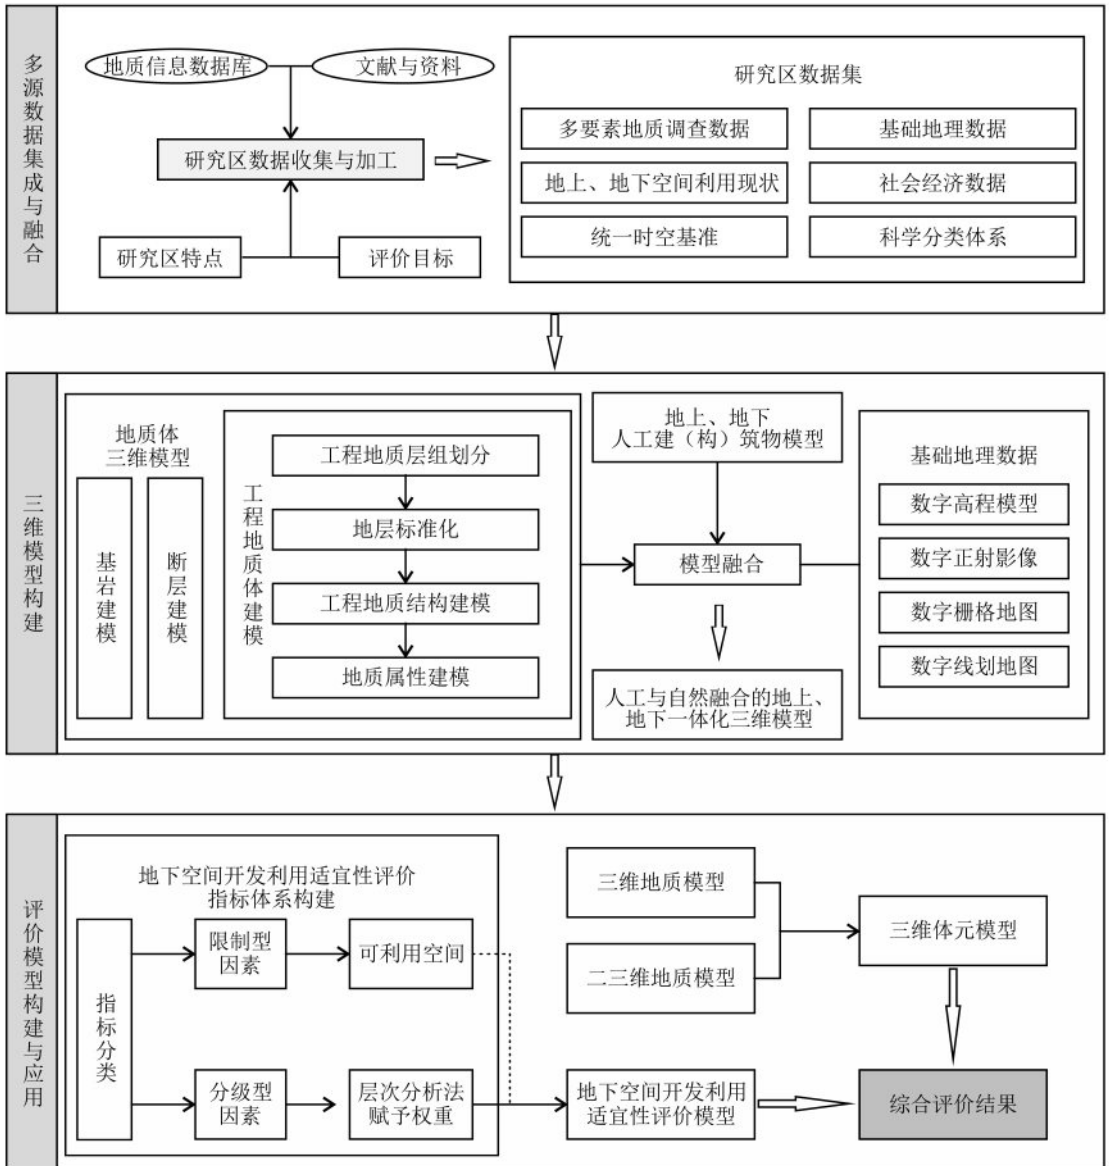 多源数据集成与融合
地质信息数据库
文献与资料
研究区数据收集与加工
研究区特点
评价目标
研究区数据集
多要素地质调查数据
基础地理数据
地上、地下空间利用现状
社会经济数据
统一时空基准
科学分类体系
三维模型构建
地质体
三维模型
基岩建模
断层建模
工程地质体建模
工程地质层组划分
地层标准化
工程地质结构建模
地质属性建模
地上、地下
人工建（构）筑物模型
模型融合
人工与自然融合的地上、
地下一体化三维模型
基础地理数据
数字高程模型
数字正射影像
数字栅格地图
数字线划地图
评价模型构建与应用
地下空间开发利用适宜性评价
指标体系构建
指标分类
限制型
因素
可利用空间
分级型
因素
层次分析法
赋予权重
三维地质模型
二三维地质模型
三维体元模型
地下空间开发利用
适宜性评价模型
综合评价结果